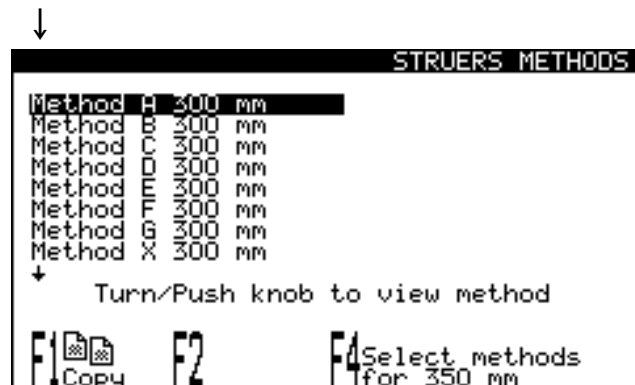 ↓
STRUERS METHODS
Method A 300 mm
Method B 300 mm
Method C 300 mm
Method D 300 mm
Method E 300 mm
Method F 300 mm
Method G 300 mm
Method X 300 mm
↓
Turn/Push knob to view method
F1 Copy
F2
F4 Select methods
for 350 mm